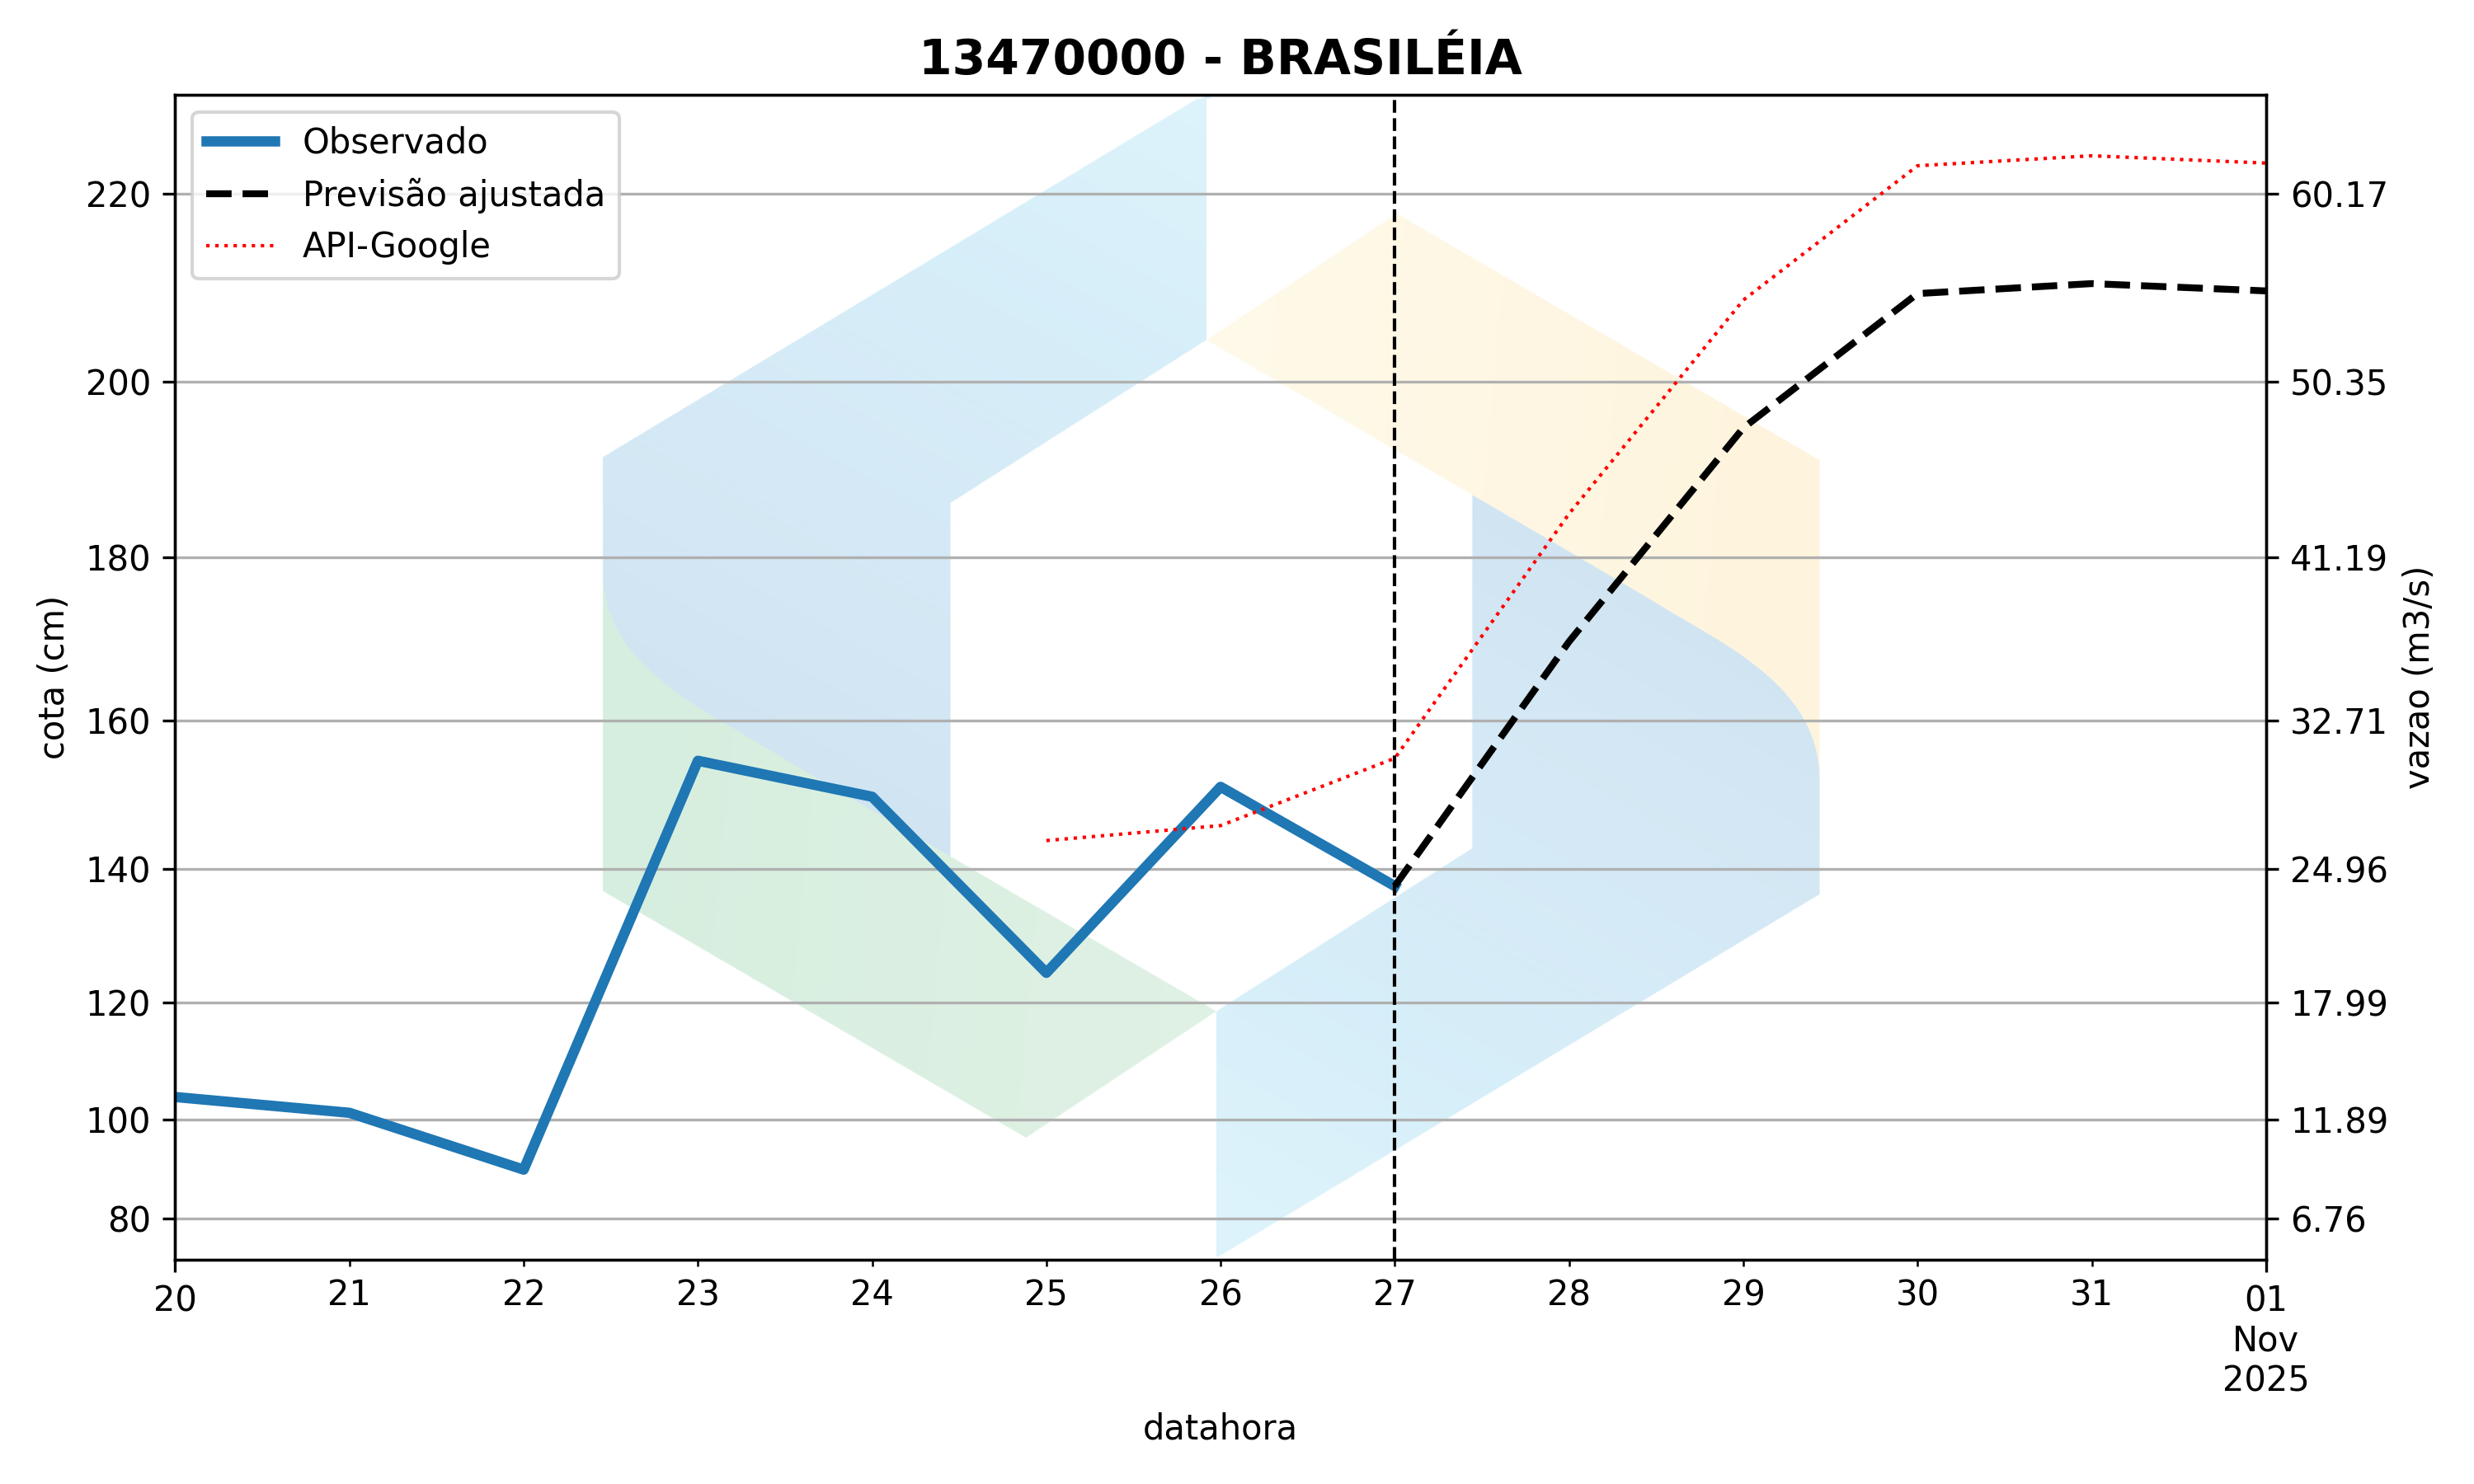 13470000 - BRASILÉIA
Observado
Previsão ajustada
API-Google
220
200
180
160
140
120
100
80
cota (cm)
60.17
50.35
41.19
32.71
24.96
17.99
11.89
6.76
vazao (m3/s)
20 21 22 23 24 25 26 27 28 29 30 31 01
Nov
2025
datahora